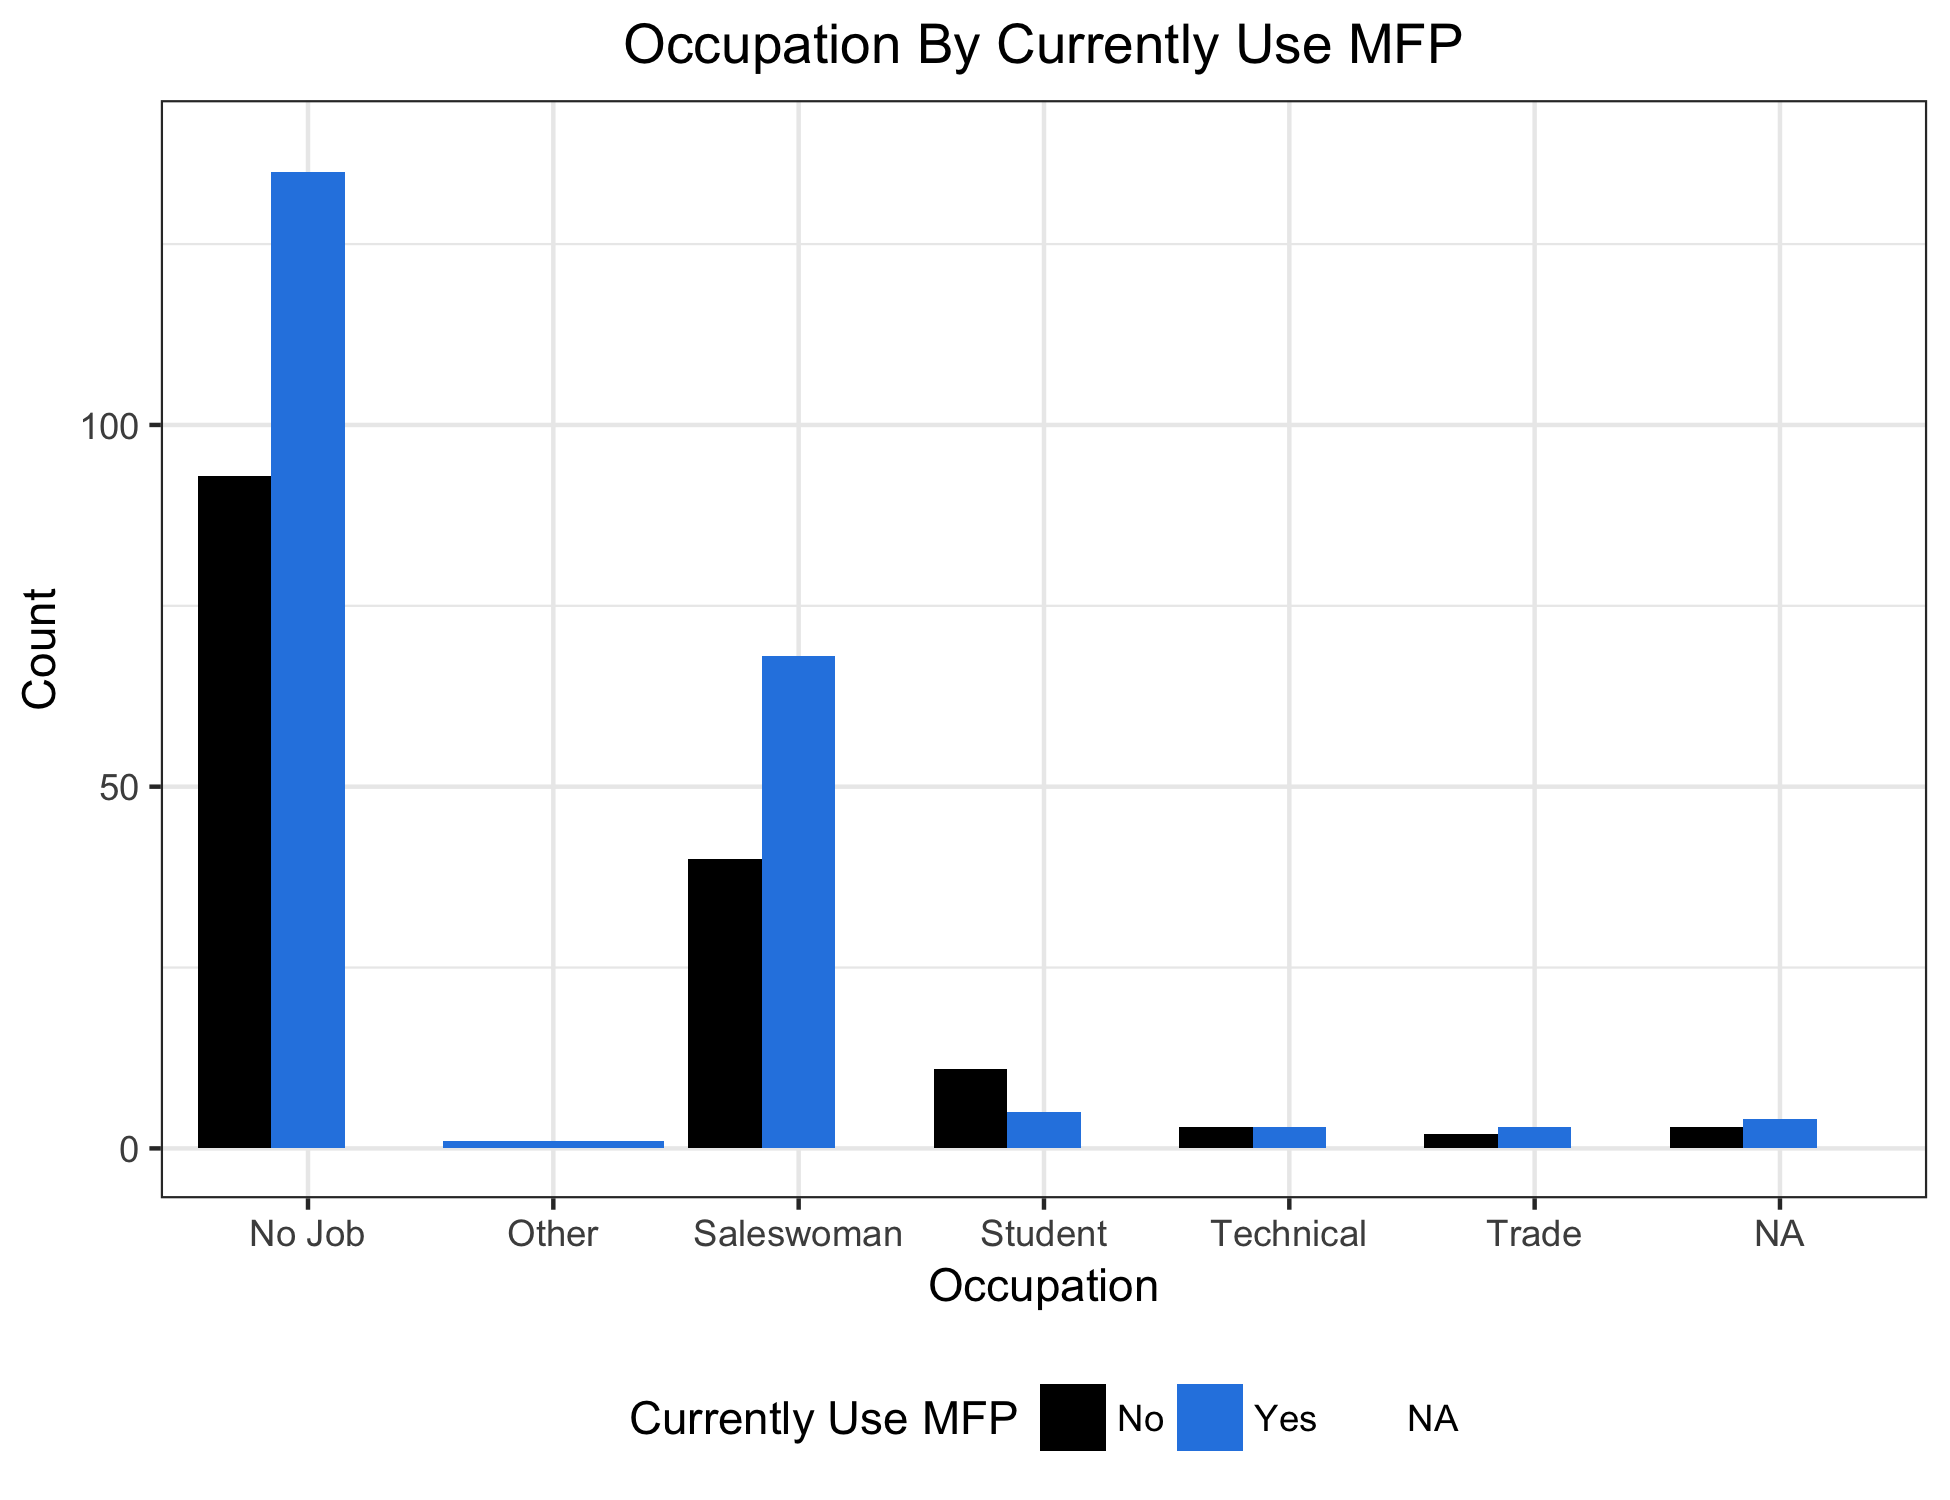 Occupation By Currently Use MFP
Count
100
50
0
No Job Other Saleswoman Student Technical Trade NA
Occupation
Currently Use MFP No Yes NA